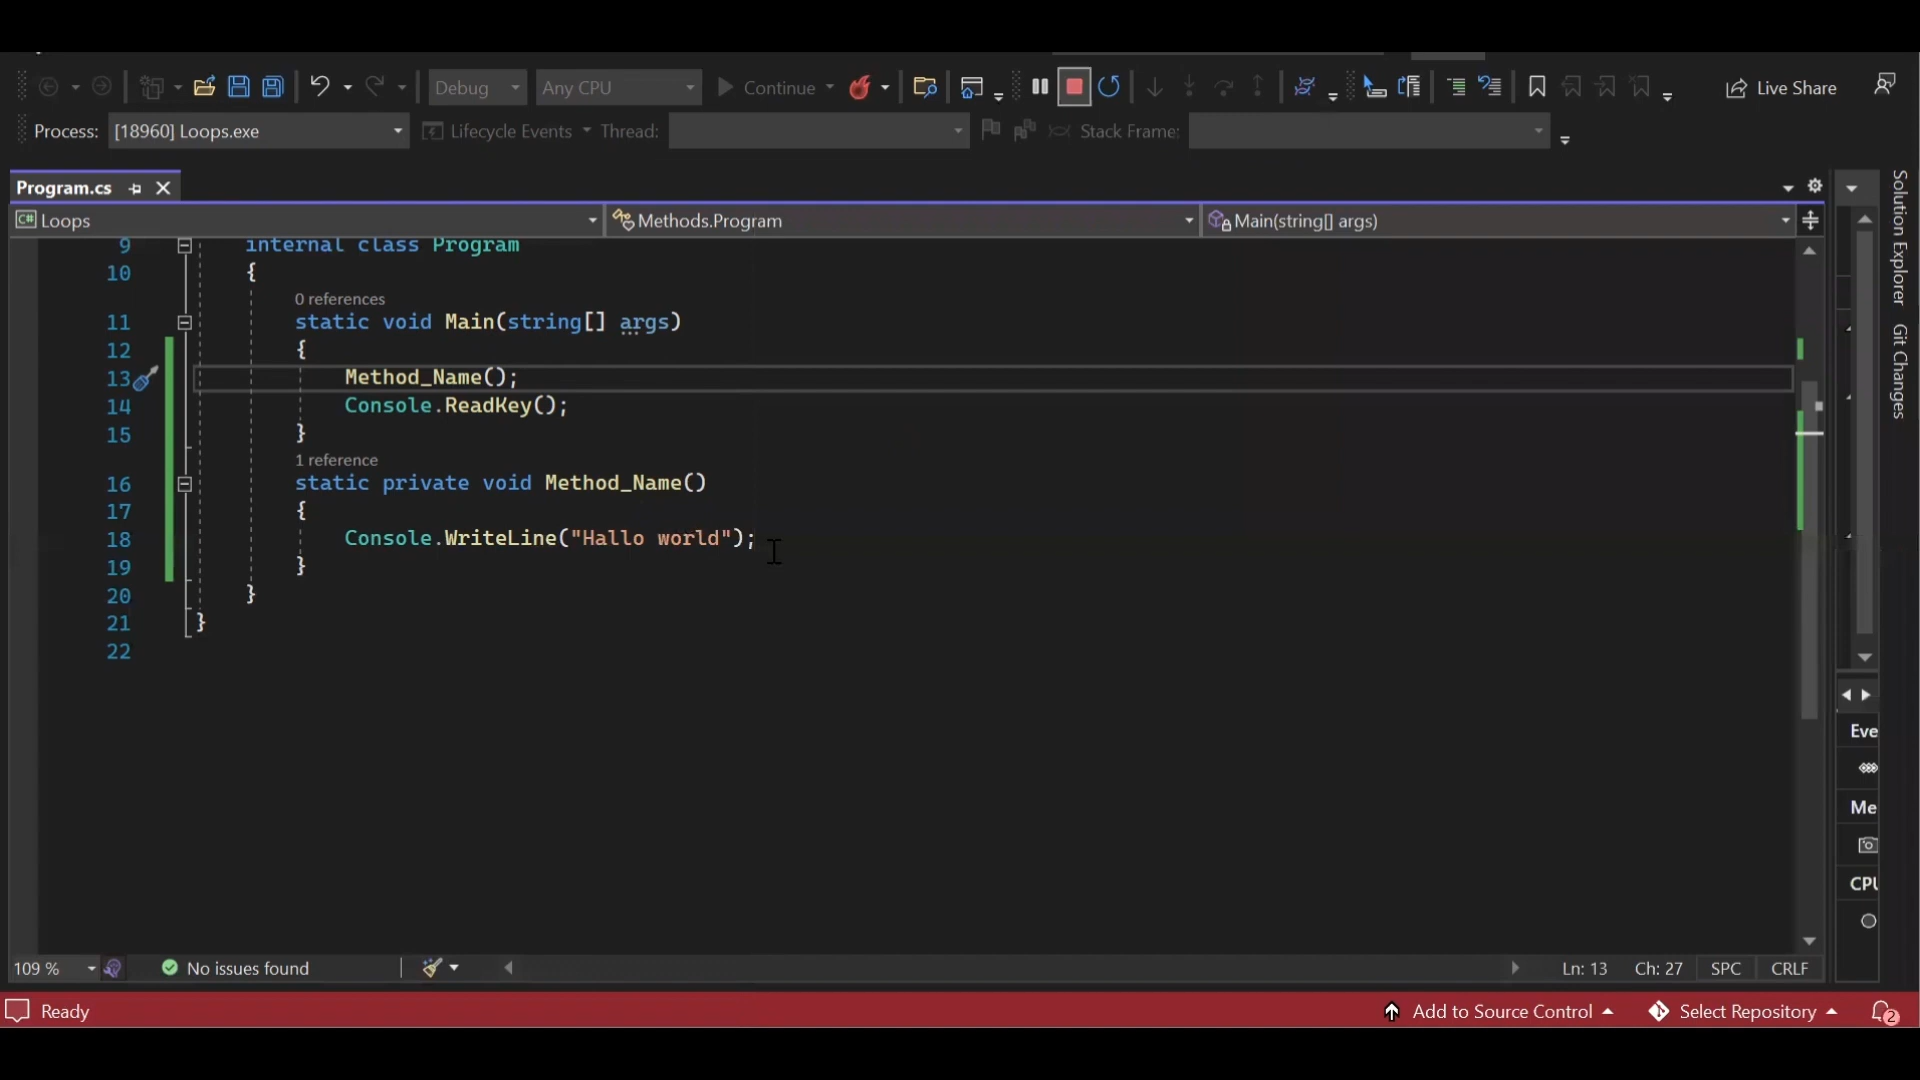 Debug
Any CPU
Continue
Live Share
Process:
[18960] Loops.exe
Lifecycle Events
Thread:
Stack Frame:
Program.cs
C# Loops
Methods.Program
Main(string[] args)
9 internal class Program
10 {
0 references
11 static void Main(string[] args)
12 {
13 Method_Name();
14 Console.ReadKey();
15 }
1 reference
16 static private void Method_Name()
17 {
18 Console.WriteLine("Hallo world");
19 }
20 }
21 }
22
Solution Explorer
Git Changes
Eve
Me
CPU
109 %
No issues found
Ln: 13
Ch: 27
SPC
CRLF
Ready
Add to Source Control
Select Repository
2